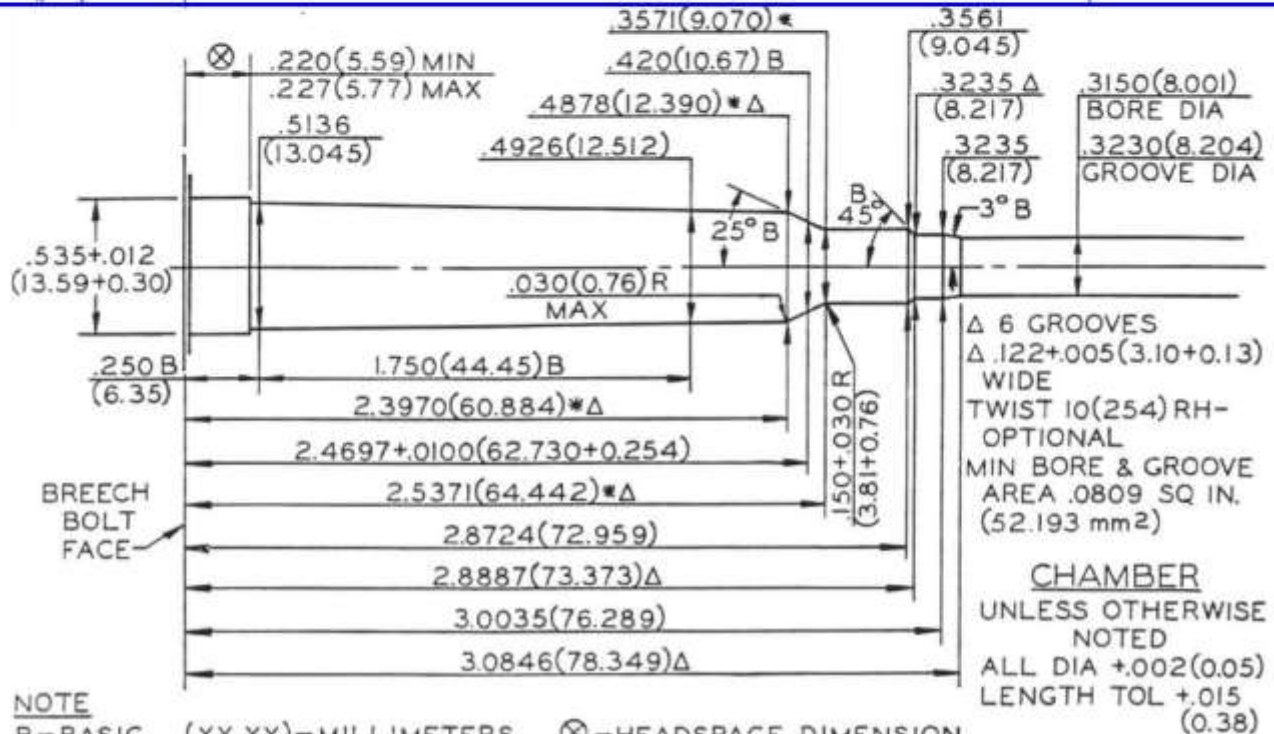 .3571(9.070)*
.3561
(9.045)
⊗
.220(5.59) MIN
.227(5.77) MAX
.420(10.67) B
.3235 Δ
(8.217)
.3150(8.001)
BORE DIA
.4878(12.390)*Δ
.5136
(13.045)
.4926(12.512)
.3235
(8.217)
.3230(8.204)
GROOVE DIA
25° B
B
45°
3° B
.535+.012
(13.59+0.30)
.030(0.76) R
MAX
.250 B
(6.35)
1.750(44.45) B
2.3970(60.884)*Δ
2.4697+.0100(62.730+0.254)
2.5371(64.442)*Δ
.150+.030 R
(3.81+0.76)
BREECH
BOLT
FACE
2.8724(72.959)
2.8887(73.373)Δ
3.0035(76.289)
3.0846(78.349)Δ
Δ 6 GROOVES
Δ .122+.005(3.10+0.13)
WIDE
TWIST 10(254) RH-
OPTIONAL
MIN BORE & GROOVE
AREA .0809 SQ IN.
(52.193 mm2)
CHAMBER
UNLESS OTHERWISE
NOTED
ALL DIA +.002(0.05)
LENGTH TOL +.015
(0.38)
NOTE
B=BASIC (XX.XX)=MILLIMETERS ⊗=HEADSPACE DIMENSION